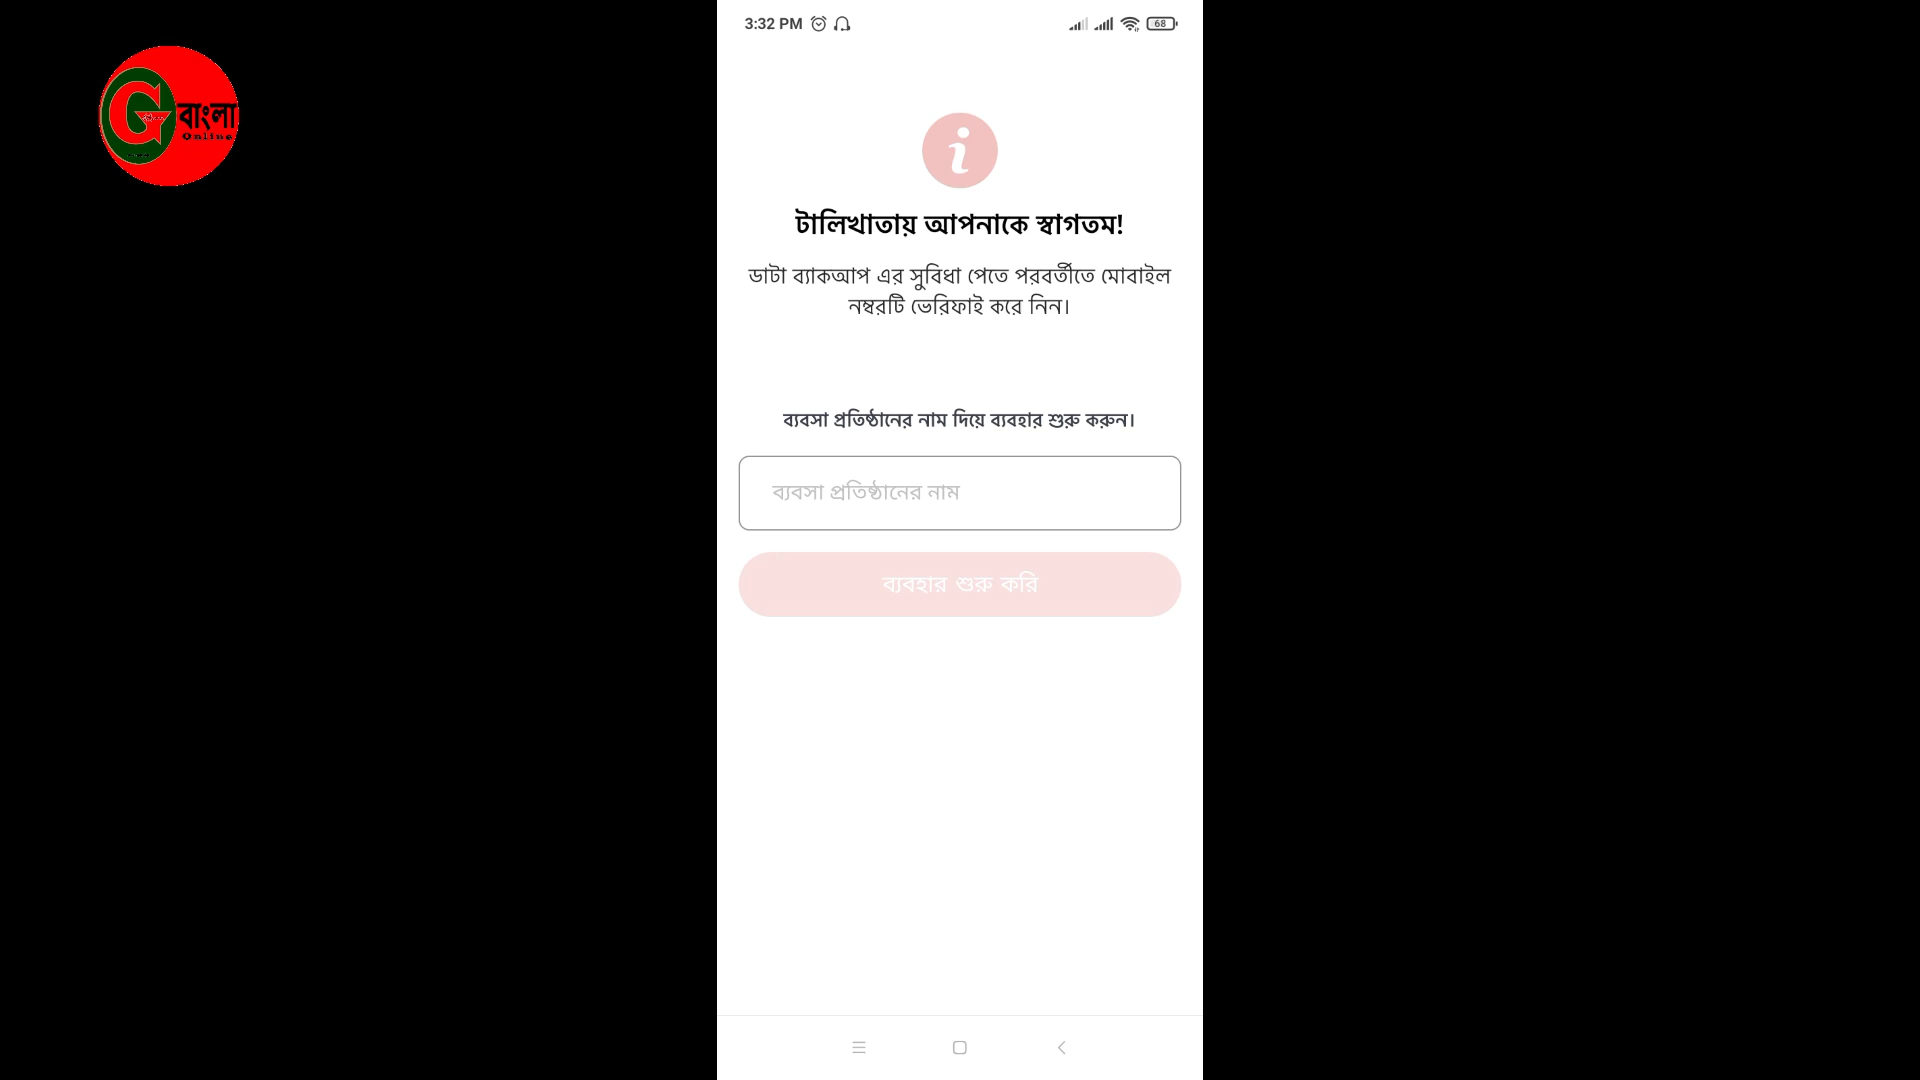 3:32 PM
68
G বাংলা
Online
টালিখাতায় আপনাকে স্বাগতম!
ডাটা ব্যাকআপ এর সুবিধা পেতে পরবর্তীতে মোবাইল
নম্বরটি ভেরিফাই করে নিন।
ব্যবসা প্রতিষ্ঠানের নাম দিয়ে ব্যবহার শুরু করুন।
ব্যবসা প্রতিষ্ঠানের নাম
ব্যবহার শুরু করি